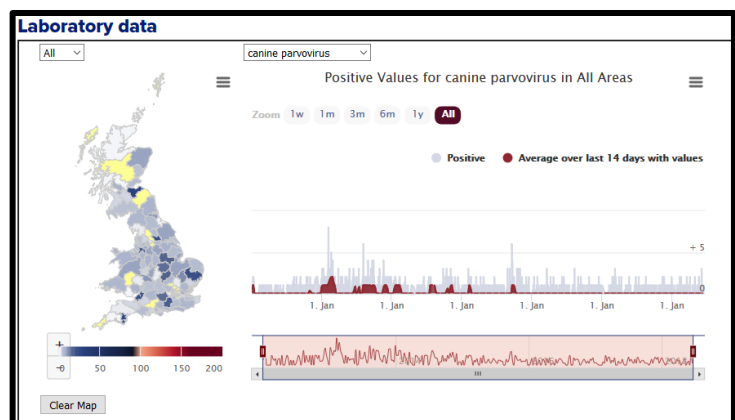 Laboratory data
All
canine parvovirus
Positive Values for canine parvovirus in All Areas
Zoom 1w 1m 3m 6m 1y All
Positive Average over last 14 days with values
+ 5
0
1. Jan 1. Jan 1. Jan 1. Jan 1. Jan 1. Jan
+
-
0 50 100 150 200
Clear Map